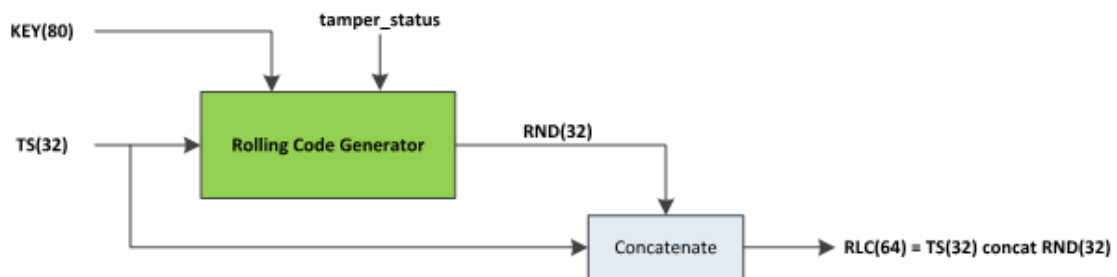 tamper_status
KEY(80)
RND(32)
TS(32)
Rolling Code Generator
Concatenate
RLC(64) = TS(32) concat RND(32)